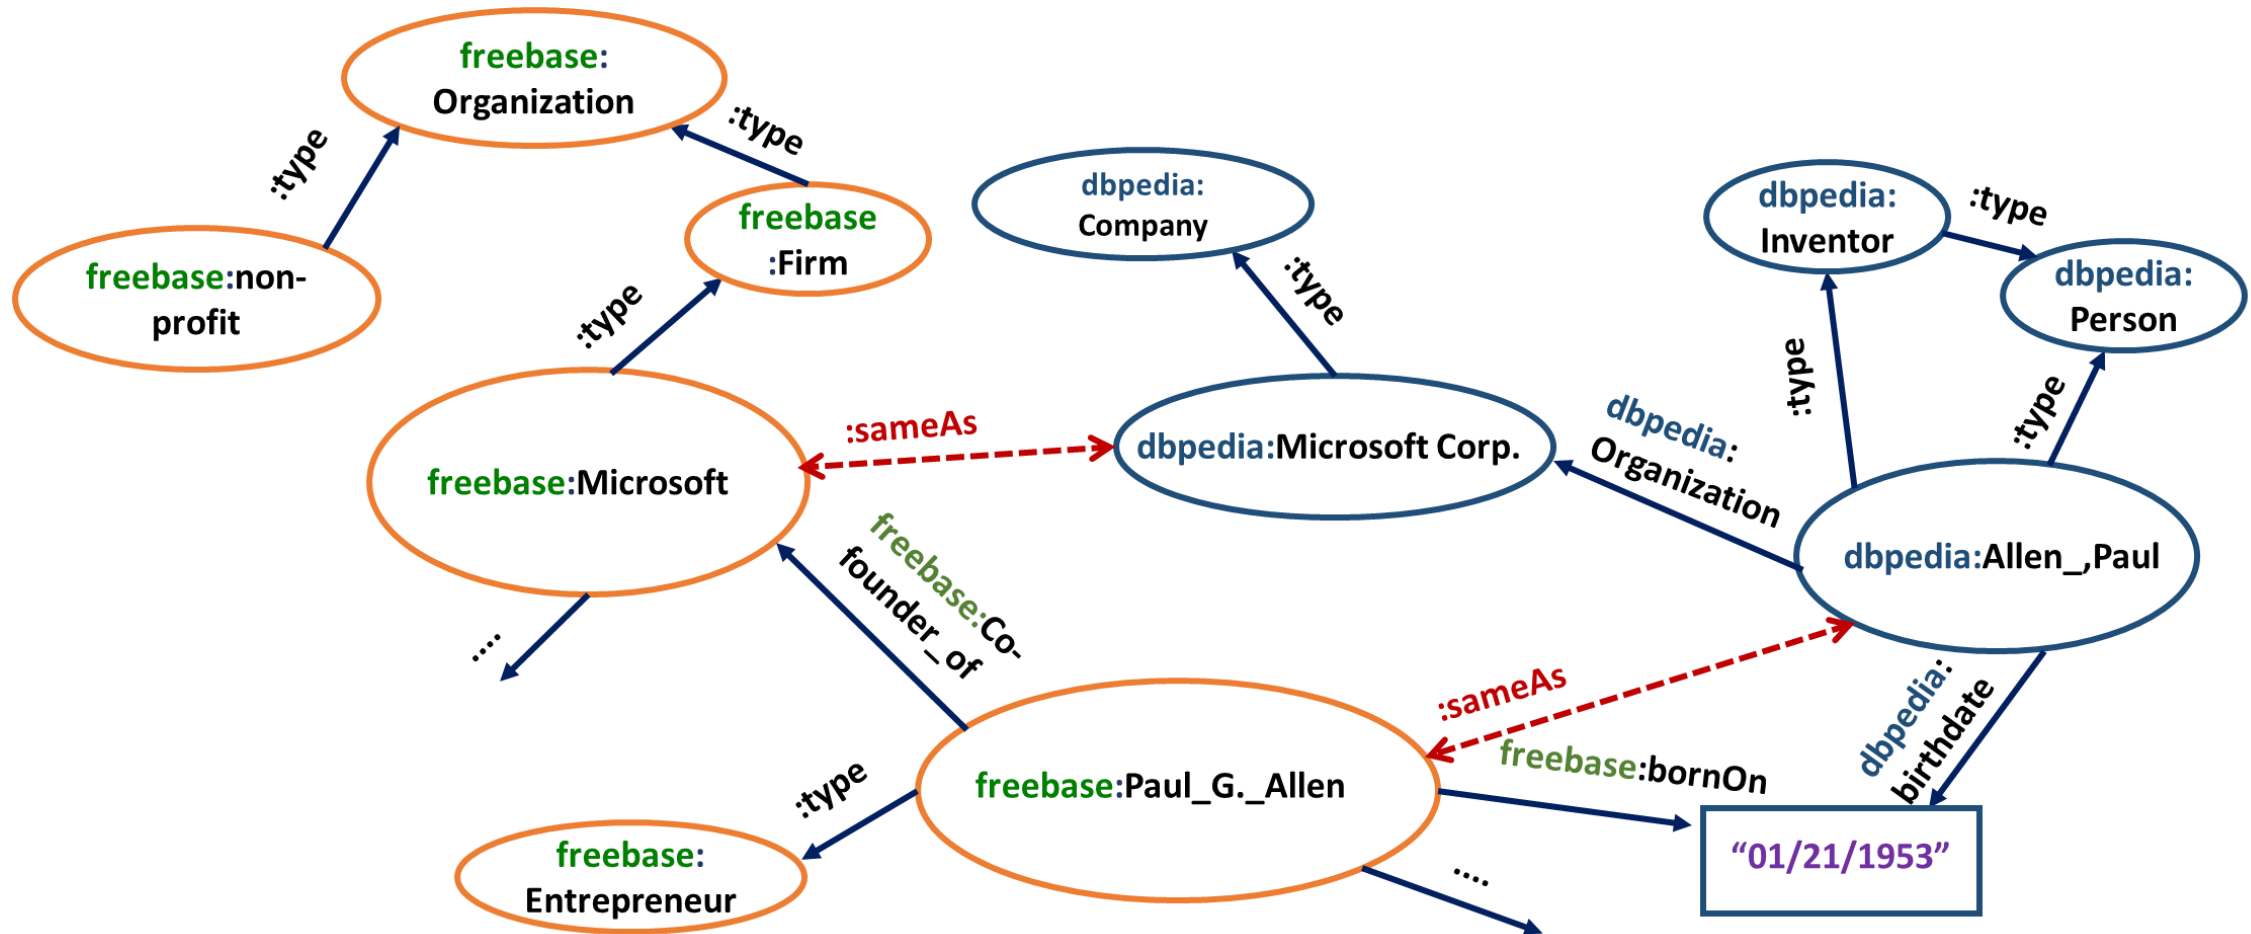 freebase:
Organization
:type
:type
dbpedia:
Company
dbpedia:
Inventor
:type
freebase
:Firm
dbpedia:
Person
freebase:non-
profit
:type
:type
:type
:type
:sameAs
dbpedia:
Organization
freebase:Microsoft
dbpedia:Microsoft Corp.
dbpedia:Allen_,Paul
freebase:Co-
founder_of
....
:sameAs
dbpedia:
birthdate
freebase:bornOn
freebase:Paul_G._Allen
:type
"01/21/1953"
freebase:
Entrepreneur
....